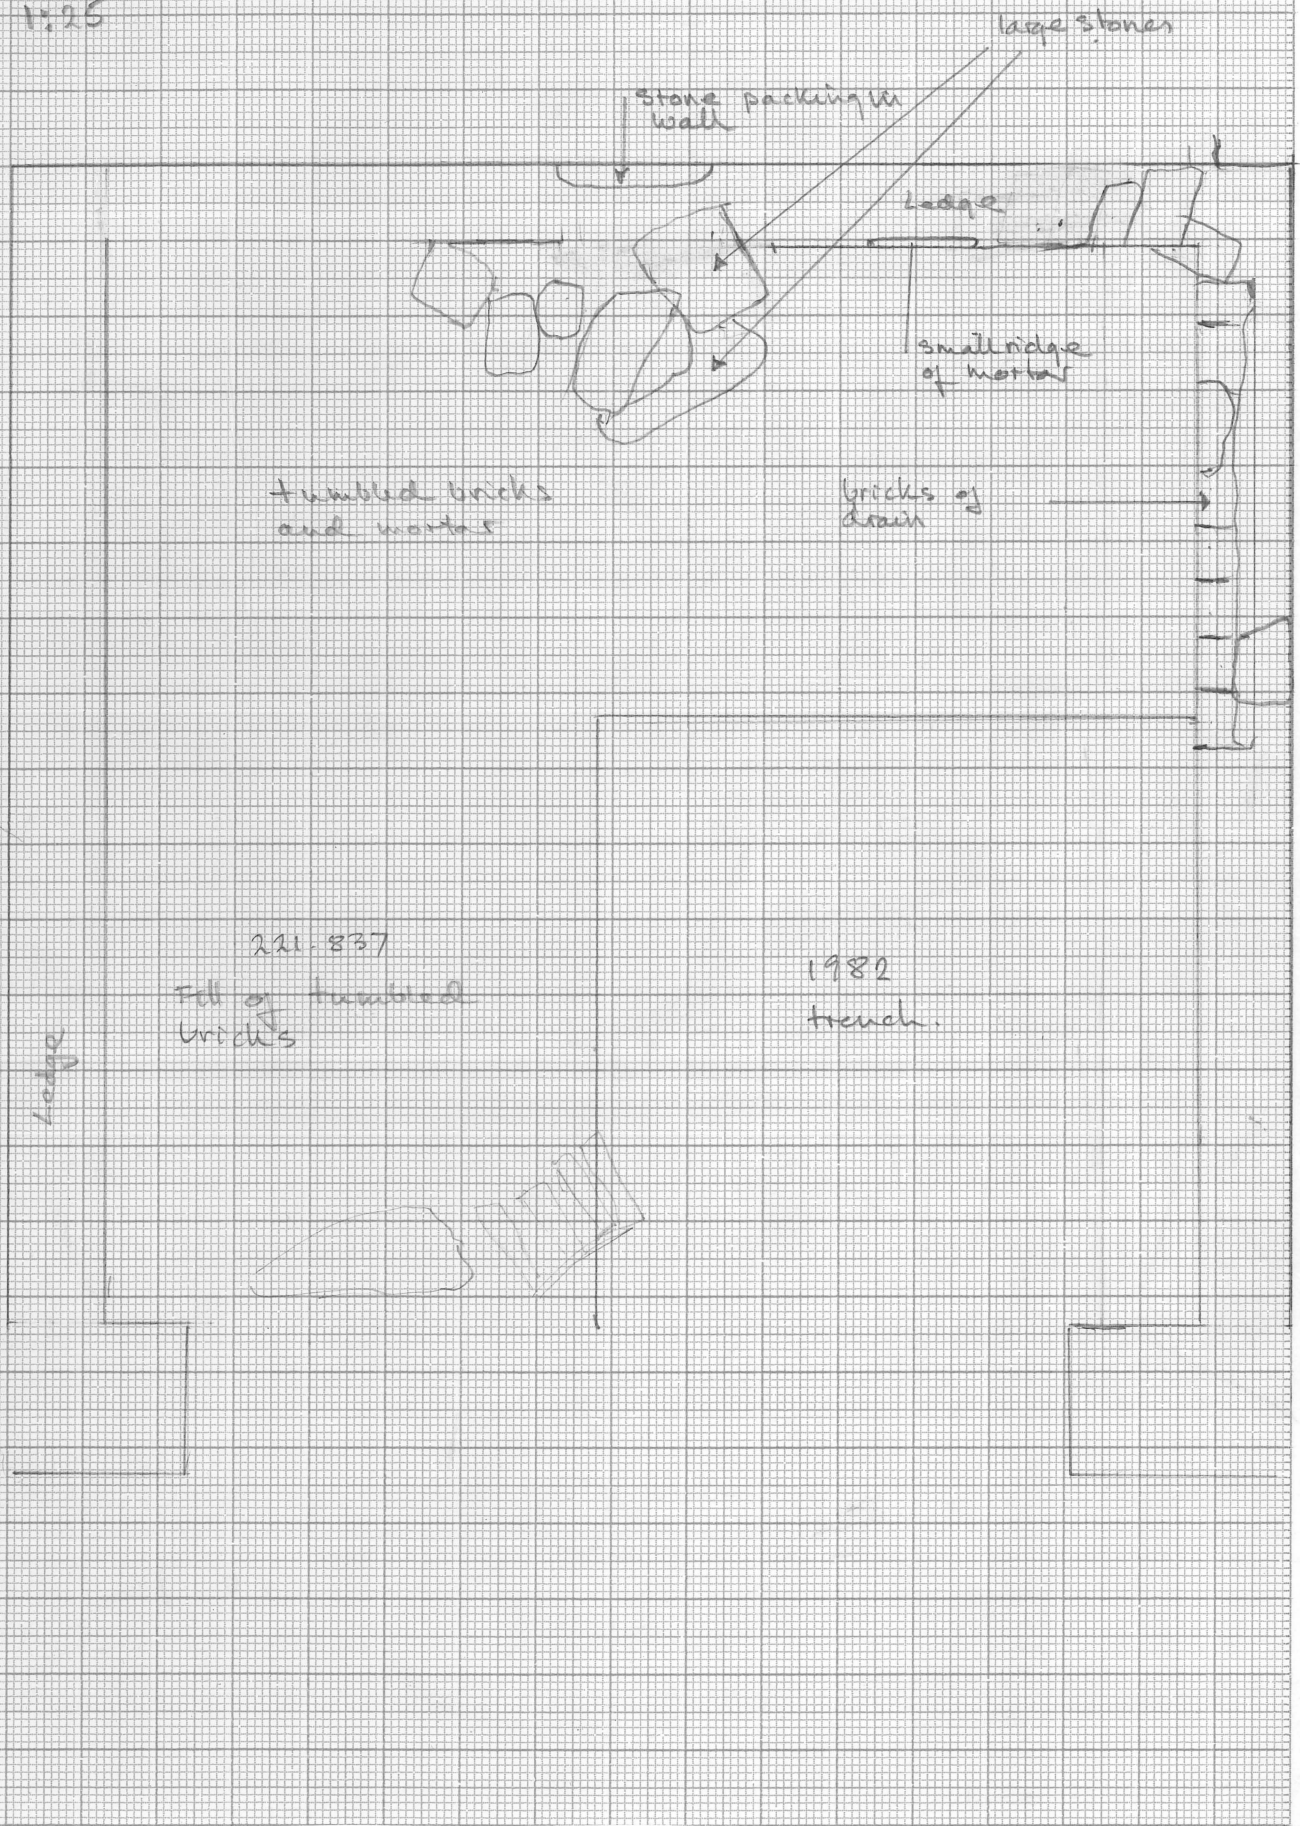 1:25
large stones
stone packing in
wall
Ledge
small ridge
of mortar
tumbled bricks
and mortar
bricks of
drain
221.837
Fill of tumbled
bricks
1982
trench.
Ledge